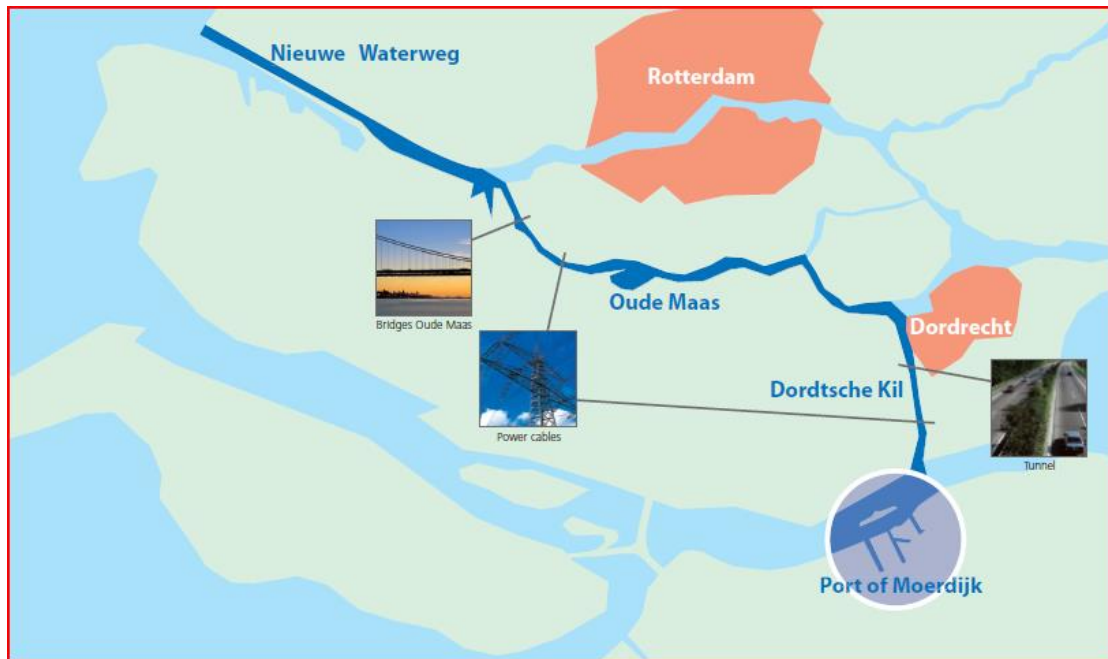 Nieuwe Waterweg
Rotterdam
Bridges Oude Maas
Oude Maas
Dordrecht
Dordtsche Kil
Power cables
Tunnel
Port of Moerdijk